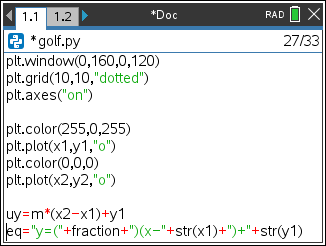 1.1 1.2 *Doc RAD
*golf.py 27/33
plt.window(0,160,0,120)
plt.grid(10,10,"dotted")
plt.axes("on")
plt.color(255,0,255)
plt.plot(x1,y1,"o")
plt.color(0,0,0)
plt.plot(x2,y2,"o")
uy=m*(x2-x1)+y1
eq="y=("+fraction+")(x-"+str(x1)+")+"+str(y1)